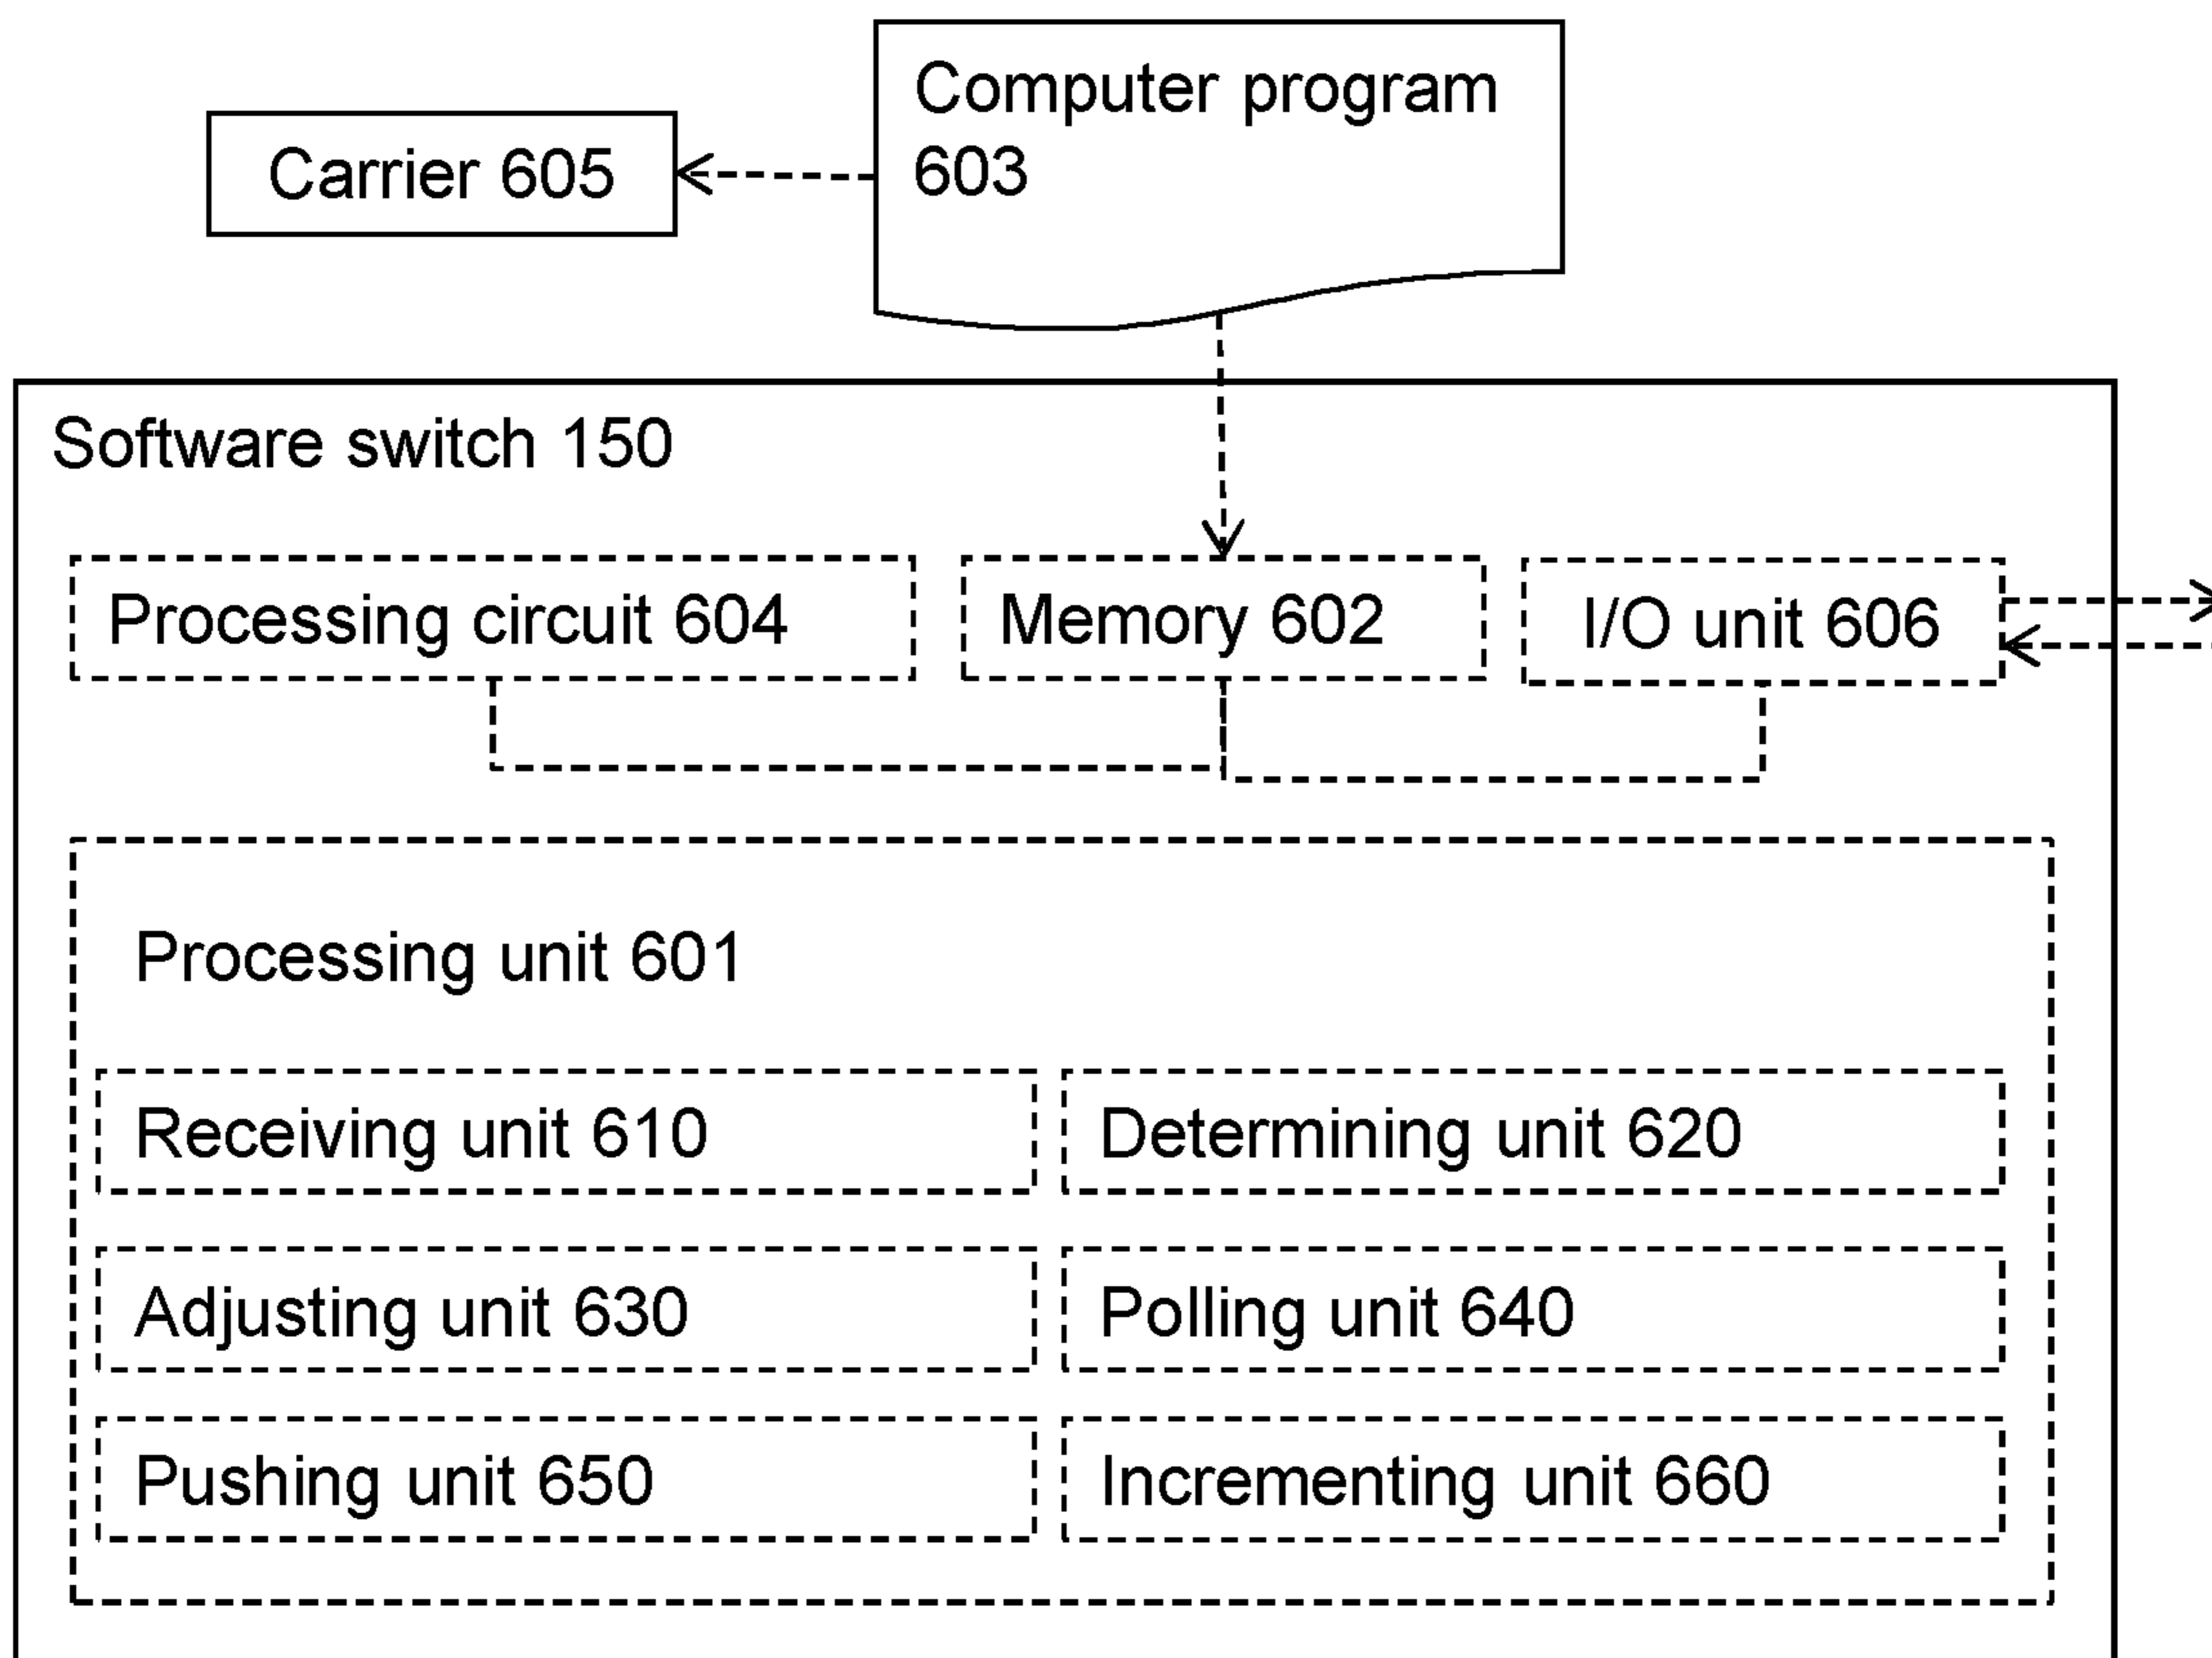 Computer program
603
Carrier 605
Software switch 150
Processing circuit 604
Memory 602
I/O unit 606
Processing unit 601
Receiving unit 610
Determining unit 620
Adjusting unit 630
Polling unit 640
Pushing unit 650
Incrementing unit 660